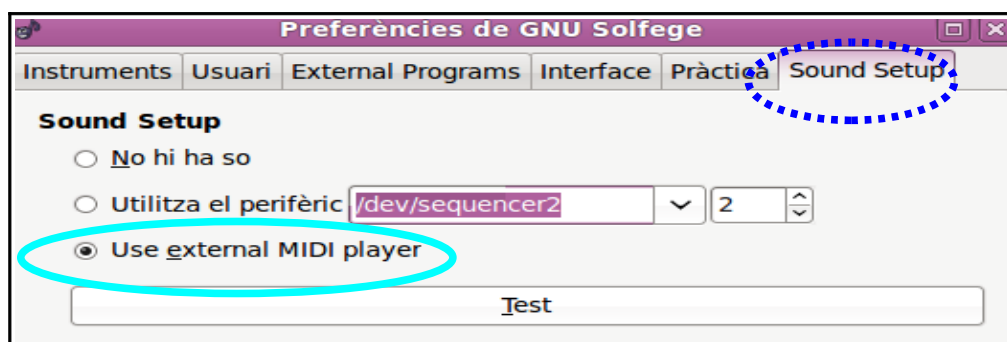 Preferències de GNU Solfege
Instruments Usuari External Programs Interface Pràctica Sound Setup
Sound Setup
No hi ha so
Utilitza el perifèric /dev/sequencer2 2
Use external MIDI player
Test